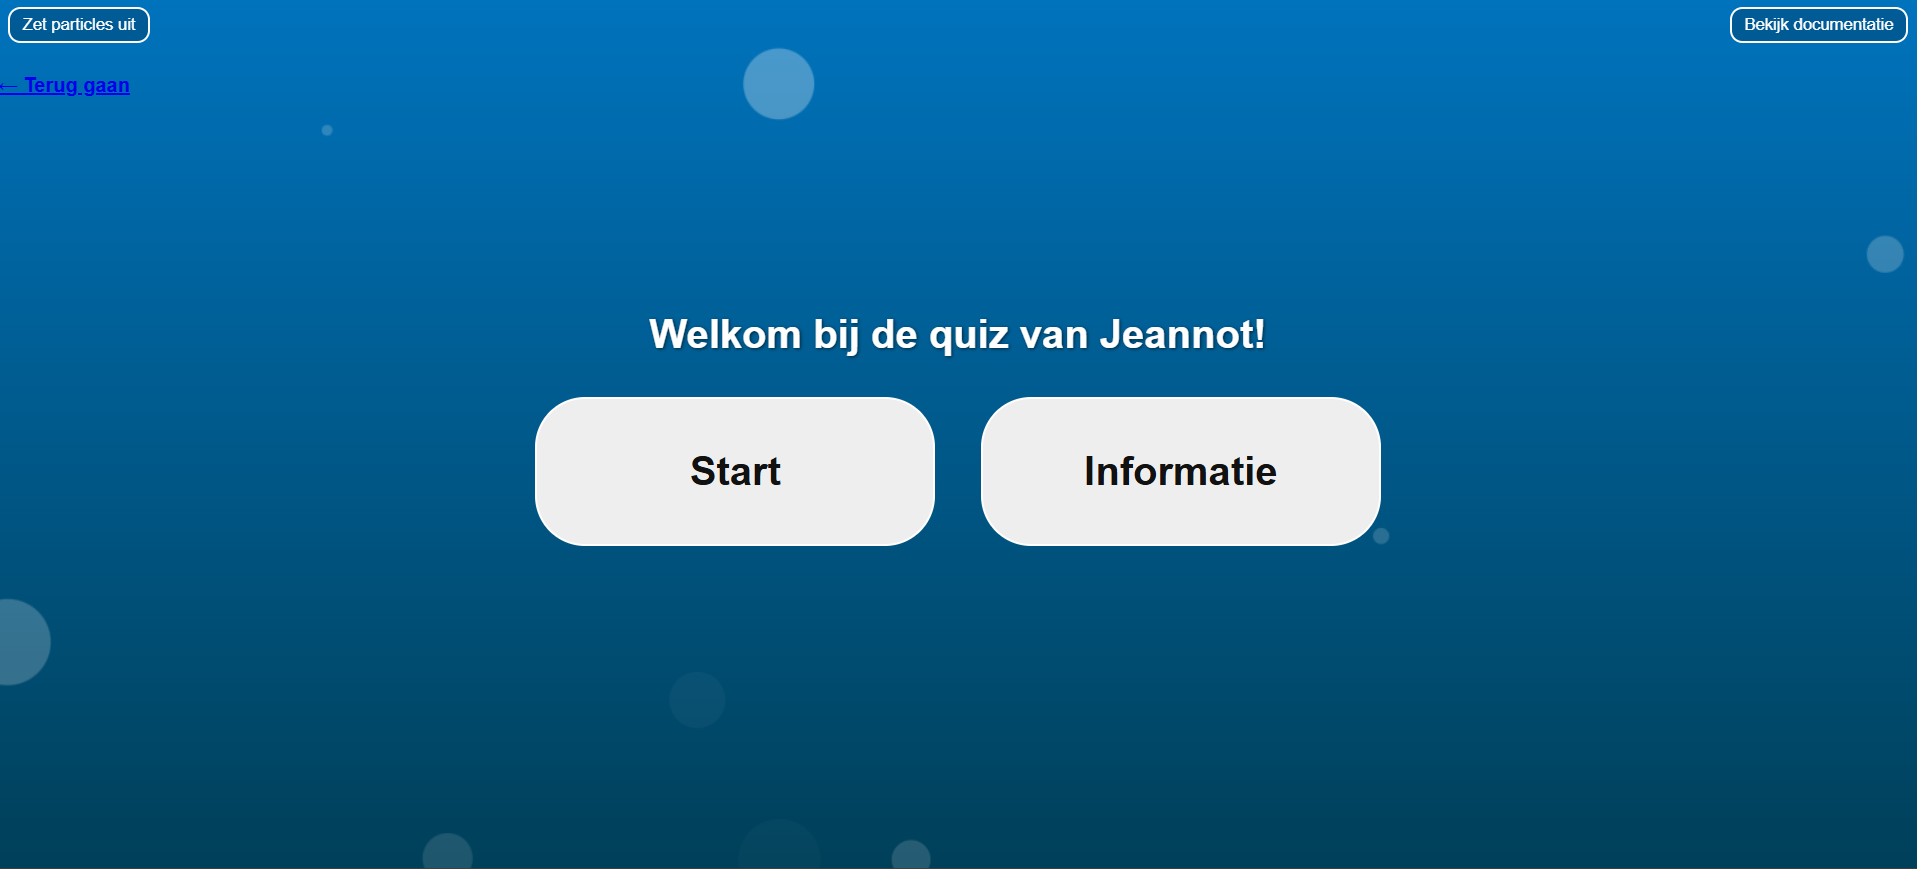 Zet particles uit
Bekijk documentatie
← Terug gaan
Welkom bij de quiz van Jeannot!
Start
Informatie